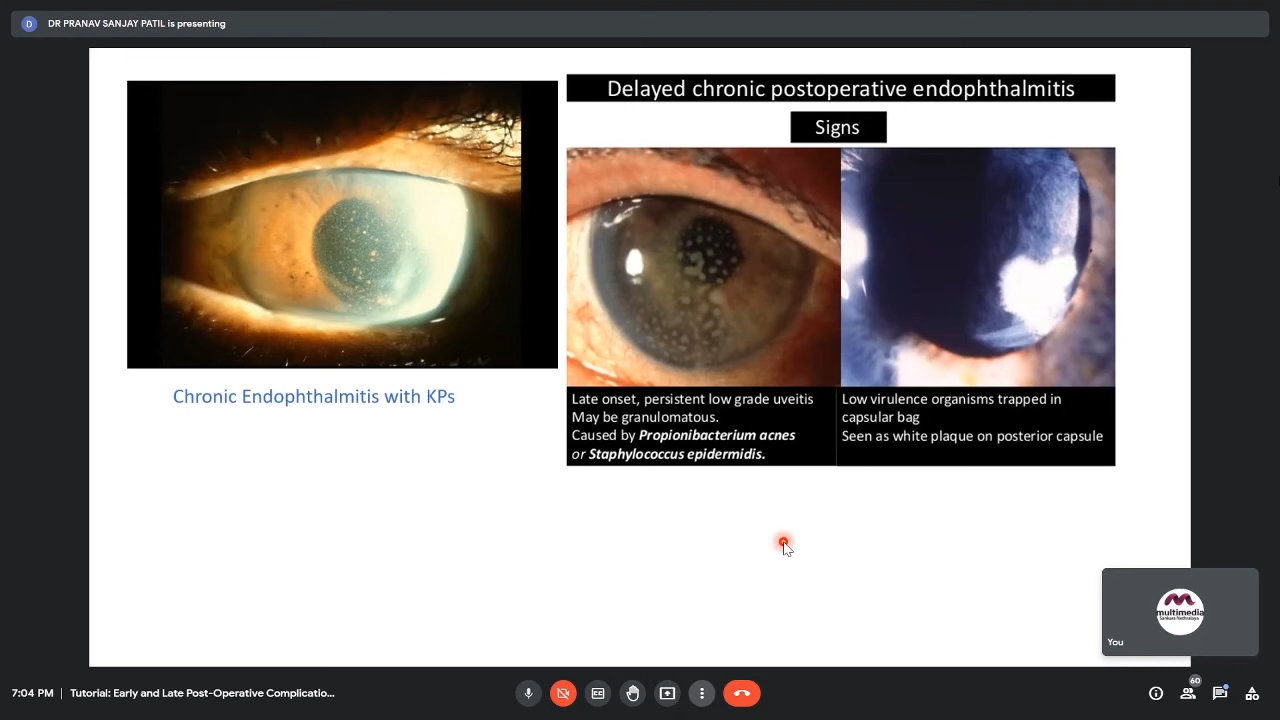 D
DR PRANAV SANJAY PATIL is presenting
Delayed chronic postoperative endophthalmitis
Signs
Chronic Endophthalmitis with KPs
Late onset, persistent low grade uveitis
May be granulomatous.
Caused by Propionibacterium acnes
or Staphylococcus epidermidis.
Low virulence organisms trapped in
capsular bag
Seen as white plaque on posterior capsule
multimedia
Sankara Nethralaya
You
7:04 PM | Tutorial: Early and Late Post-Operative Complicatio...
60